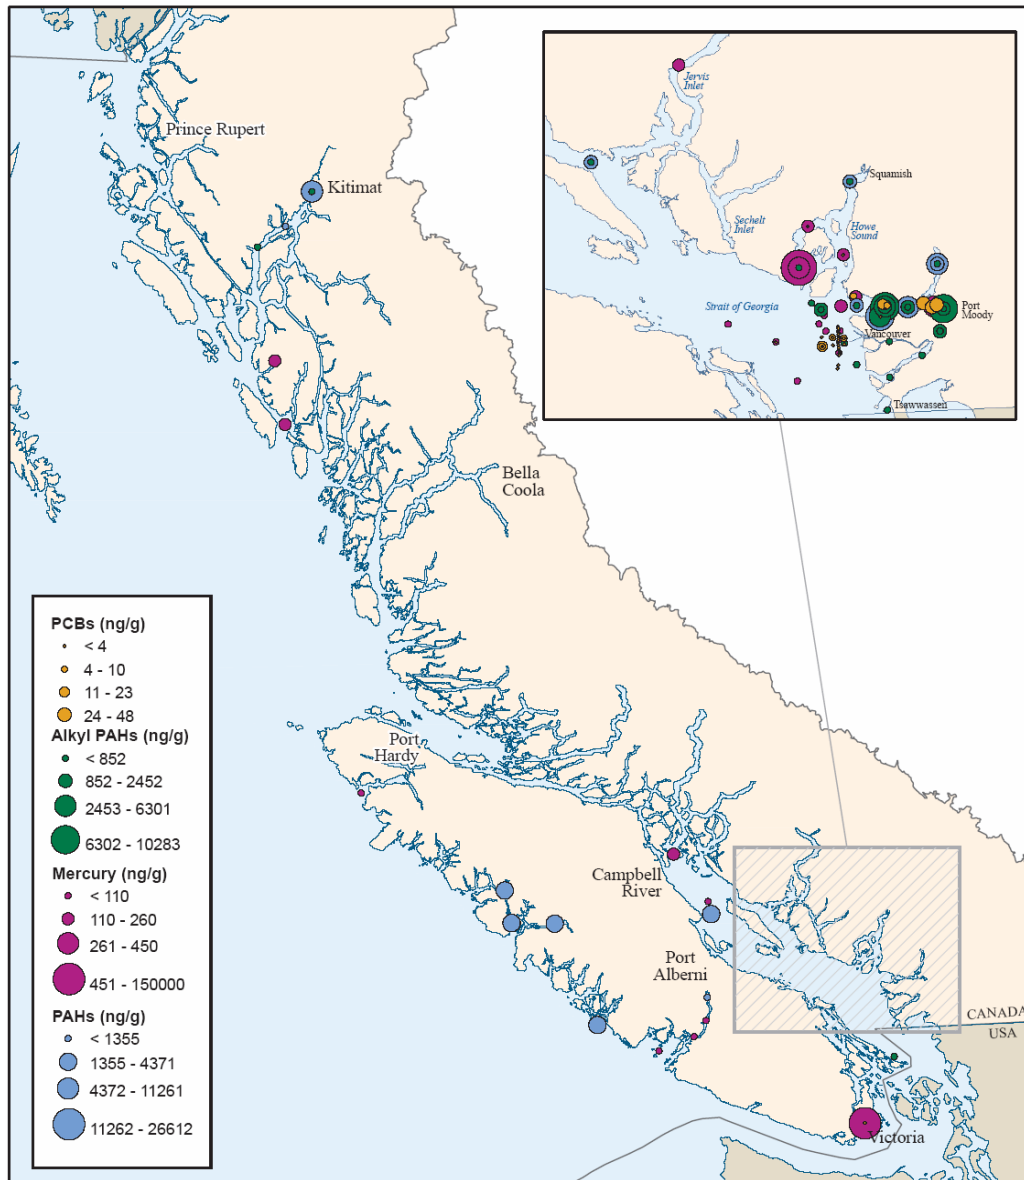 Jervis
Inlet
Squamish
Sechelt
Inlet
Howe
Sound
Strait of Georgia
Port
Moody
Vancouver
Tsawwassen
Prince Rupert
Kitimat
Bella
Coola
Port
Hardy
Campbell
River
Port
Alberni
CANADA
USA
Victoria
PCBs (ng/g)
< 4
4 - 10
11 - 23
24 - 48
Alkyl PAHs (ng/g)
< 852
852 - 2452
2453 - 6301
6302 - 10283
Mercury (ng/g)
< 110
110 - 260
261 - 450
451 - 150000
PAHs (ng/g)
< 1355
1355 - 4371
4372 - 11261
11262 - 26612